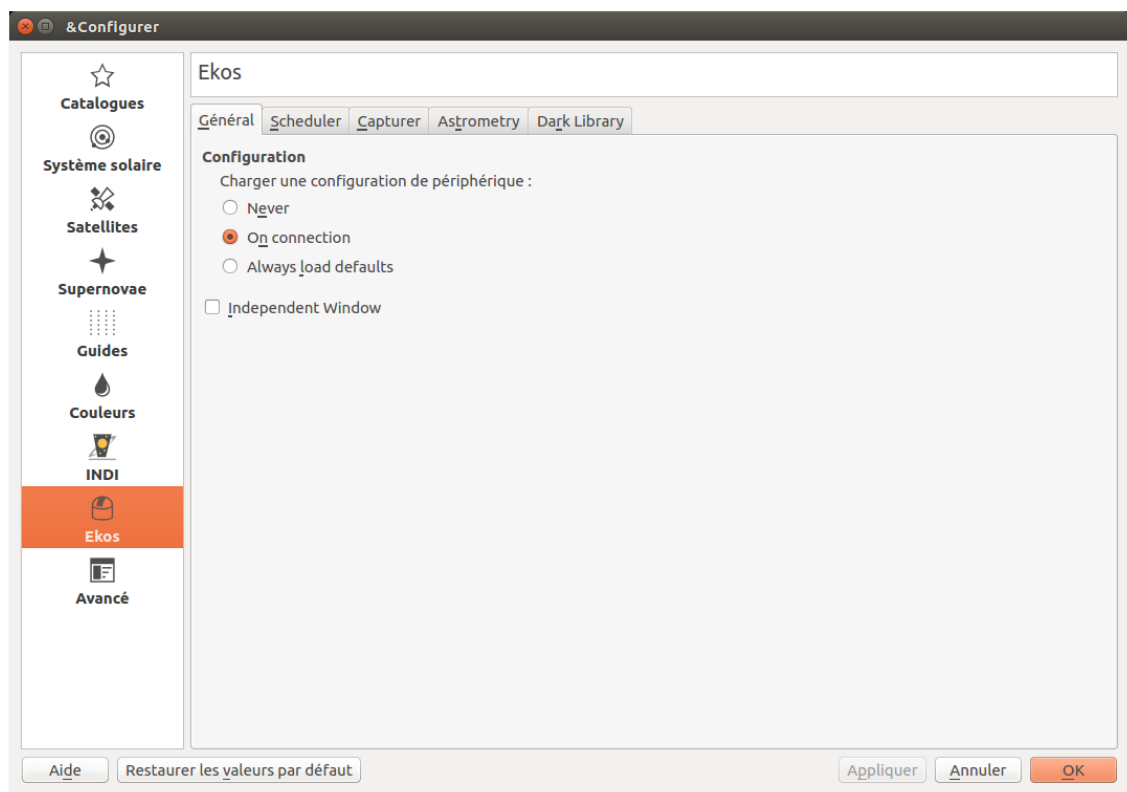 &Configurer
Catalogues
Système solaire
Satellites
Supernovae
Guides
Couleurs
INDI
Ekos
Avancé
Ekos
Général Scheduler Capturer Astrometry Dark Library
Configuration
Charger une configuration de périphérique :
Never
On connection
Always load defaults
Independent Window
Aide Restaurer les valeurs par défaut Appliquer Annuler OK